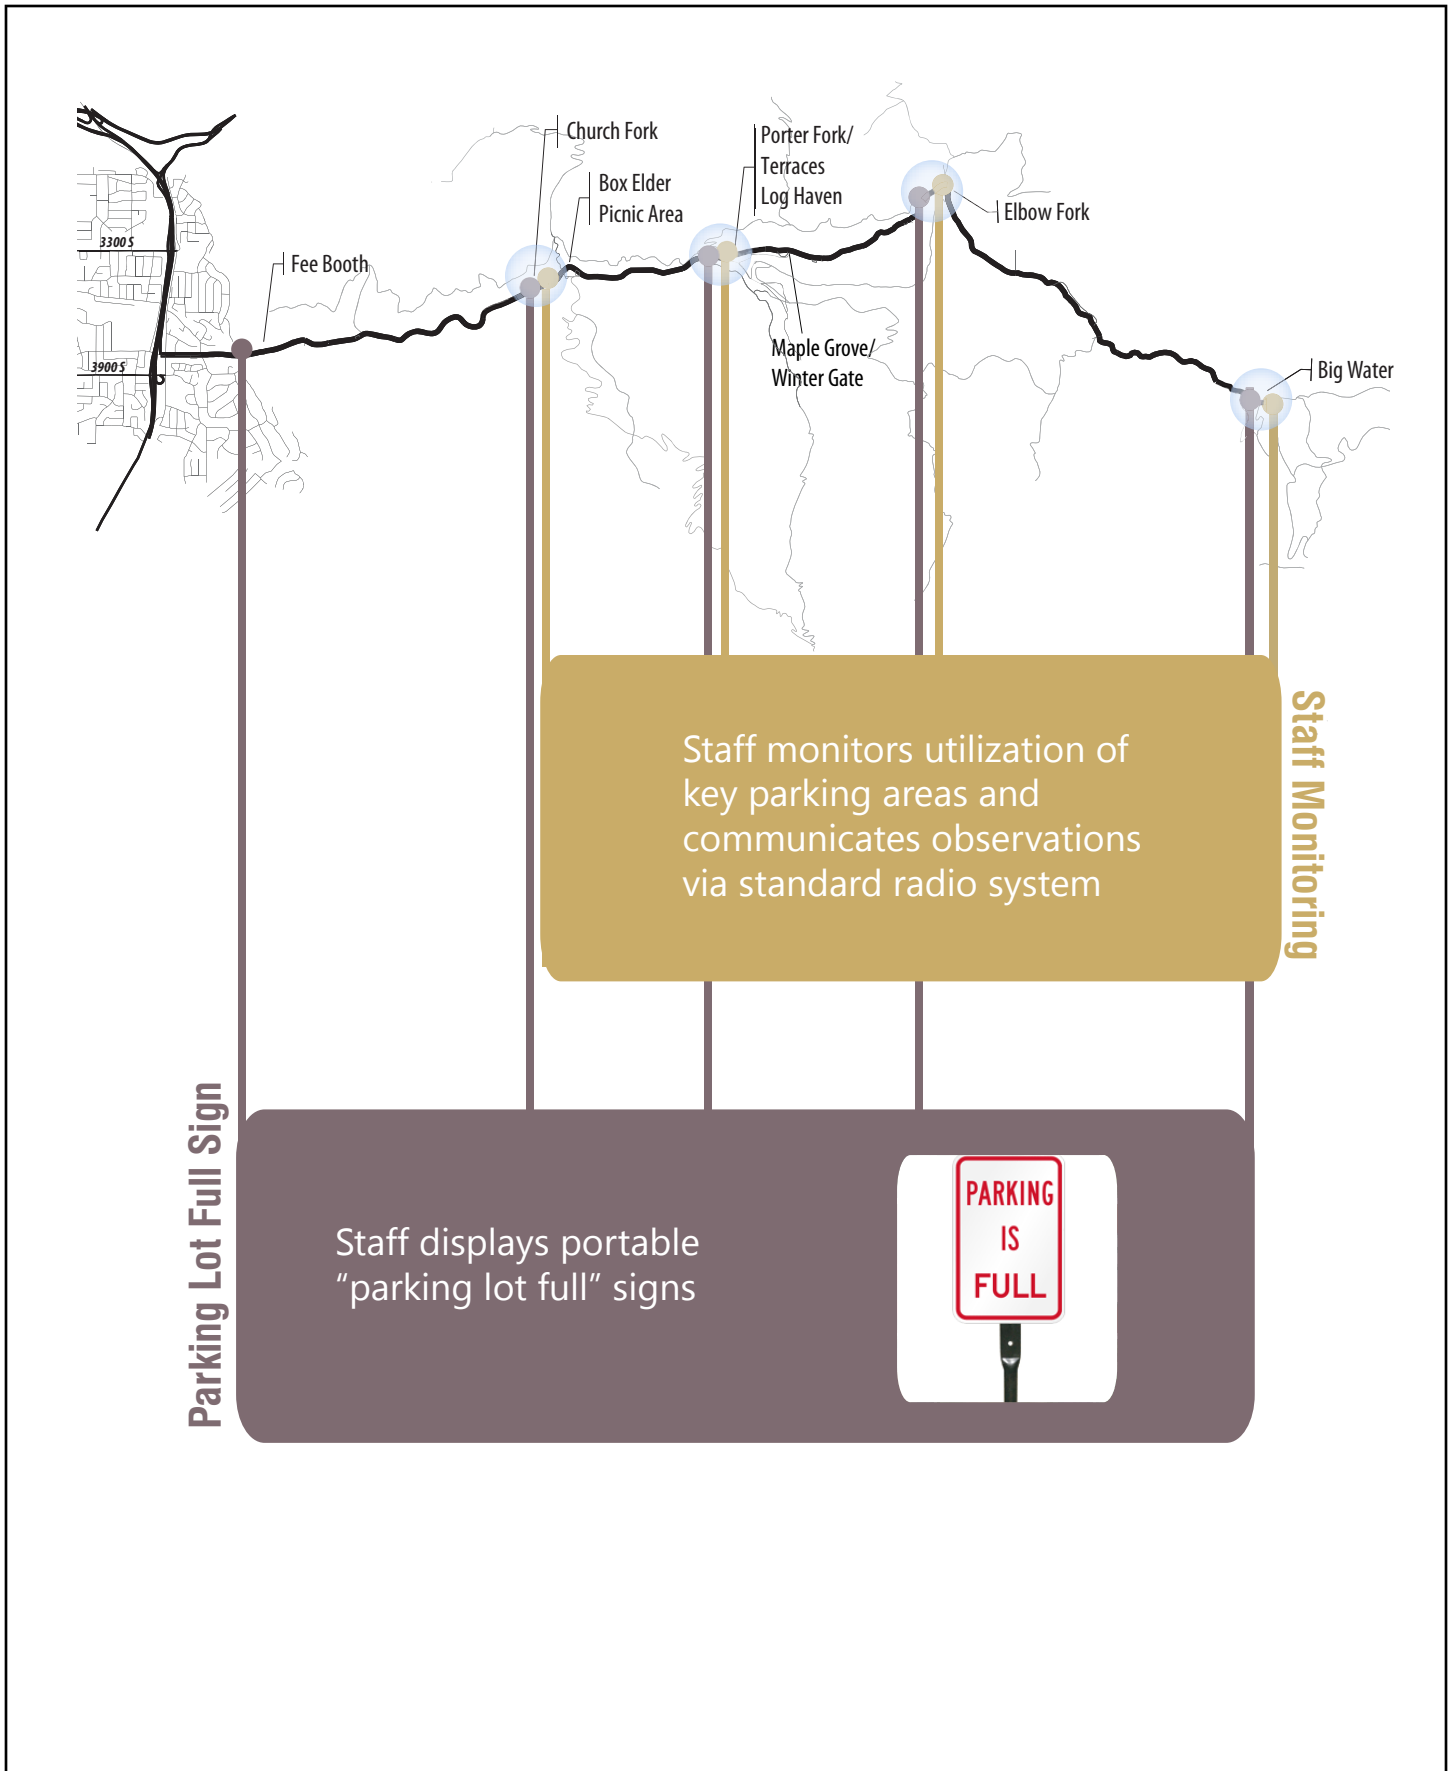 Church Fork
Porter Fork/
Terraces
Log Haven
Box Elder
Picnic Area
Elbow Fork
3300 S
Fee Booth
Maple Grove/
Winter Gate
3900 S
Big Water
Staff monitors utilization of
key parking areas and
communicates observations
via standard radio system
Staff Monitoring
Parking Lot Full Sign
Staff displays portable
“parking lot full” signs
PARKING
IS
FULL